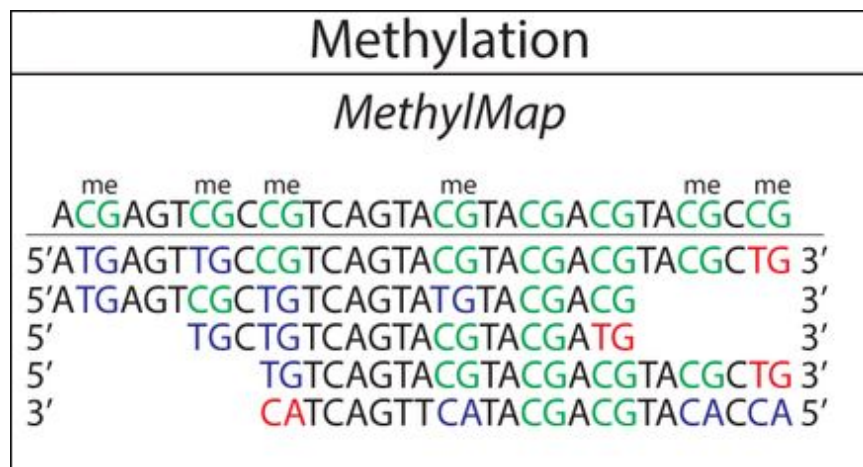 Methylation
MethylMap
me me me me me me
ACGAGTCGCCGTCAGTACGTACGACGTACGCCG
5′ATGAGTTGCCGTCAGTACGTACGACGTACGCTG 3′
5′ATGAGTCGCTGTCAGTATGTACGACG 3′
5′ TGCTGTCAGTACGTACGATG 3′
5′ TGTCAGTACGTACGACGTACGCTG 3′
3′ CATCAGTTCATACGACGTACACCA 5′